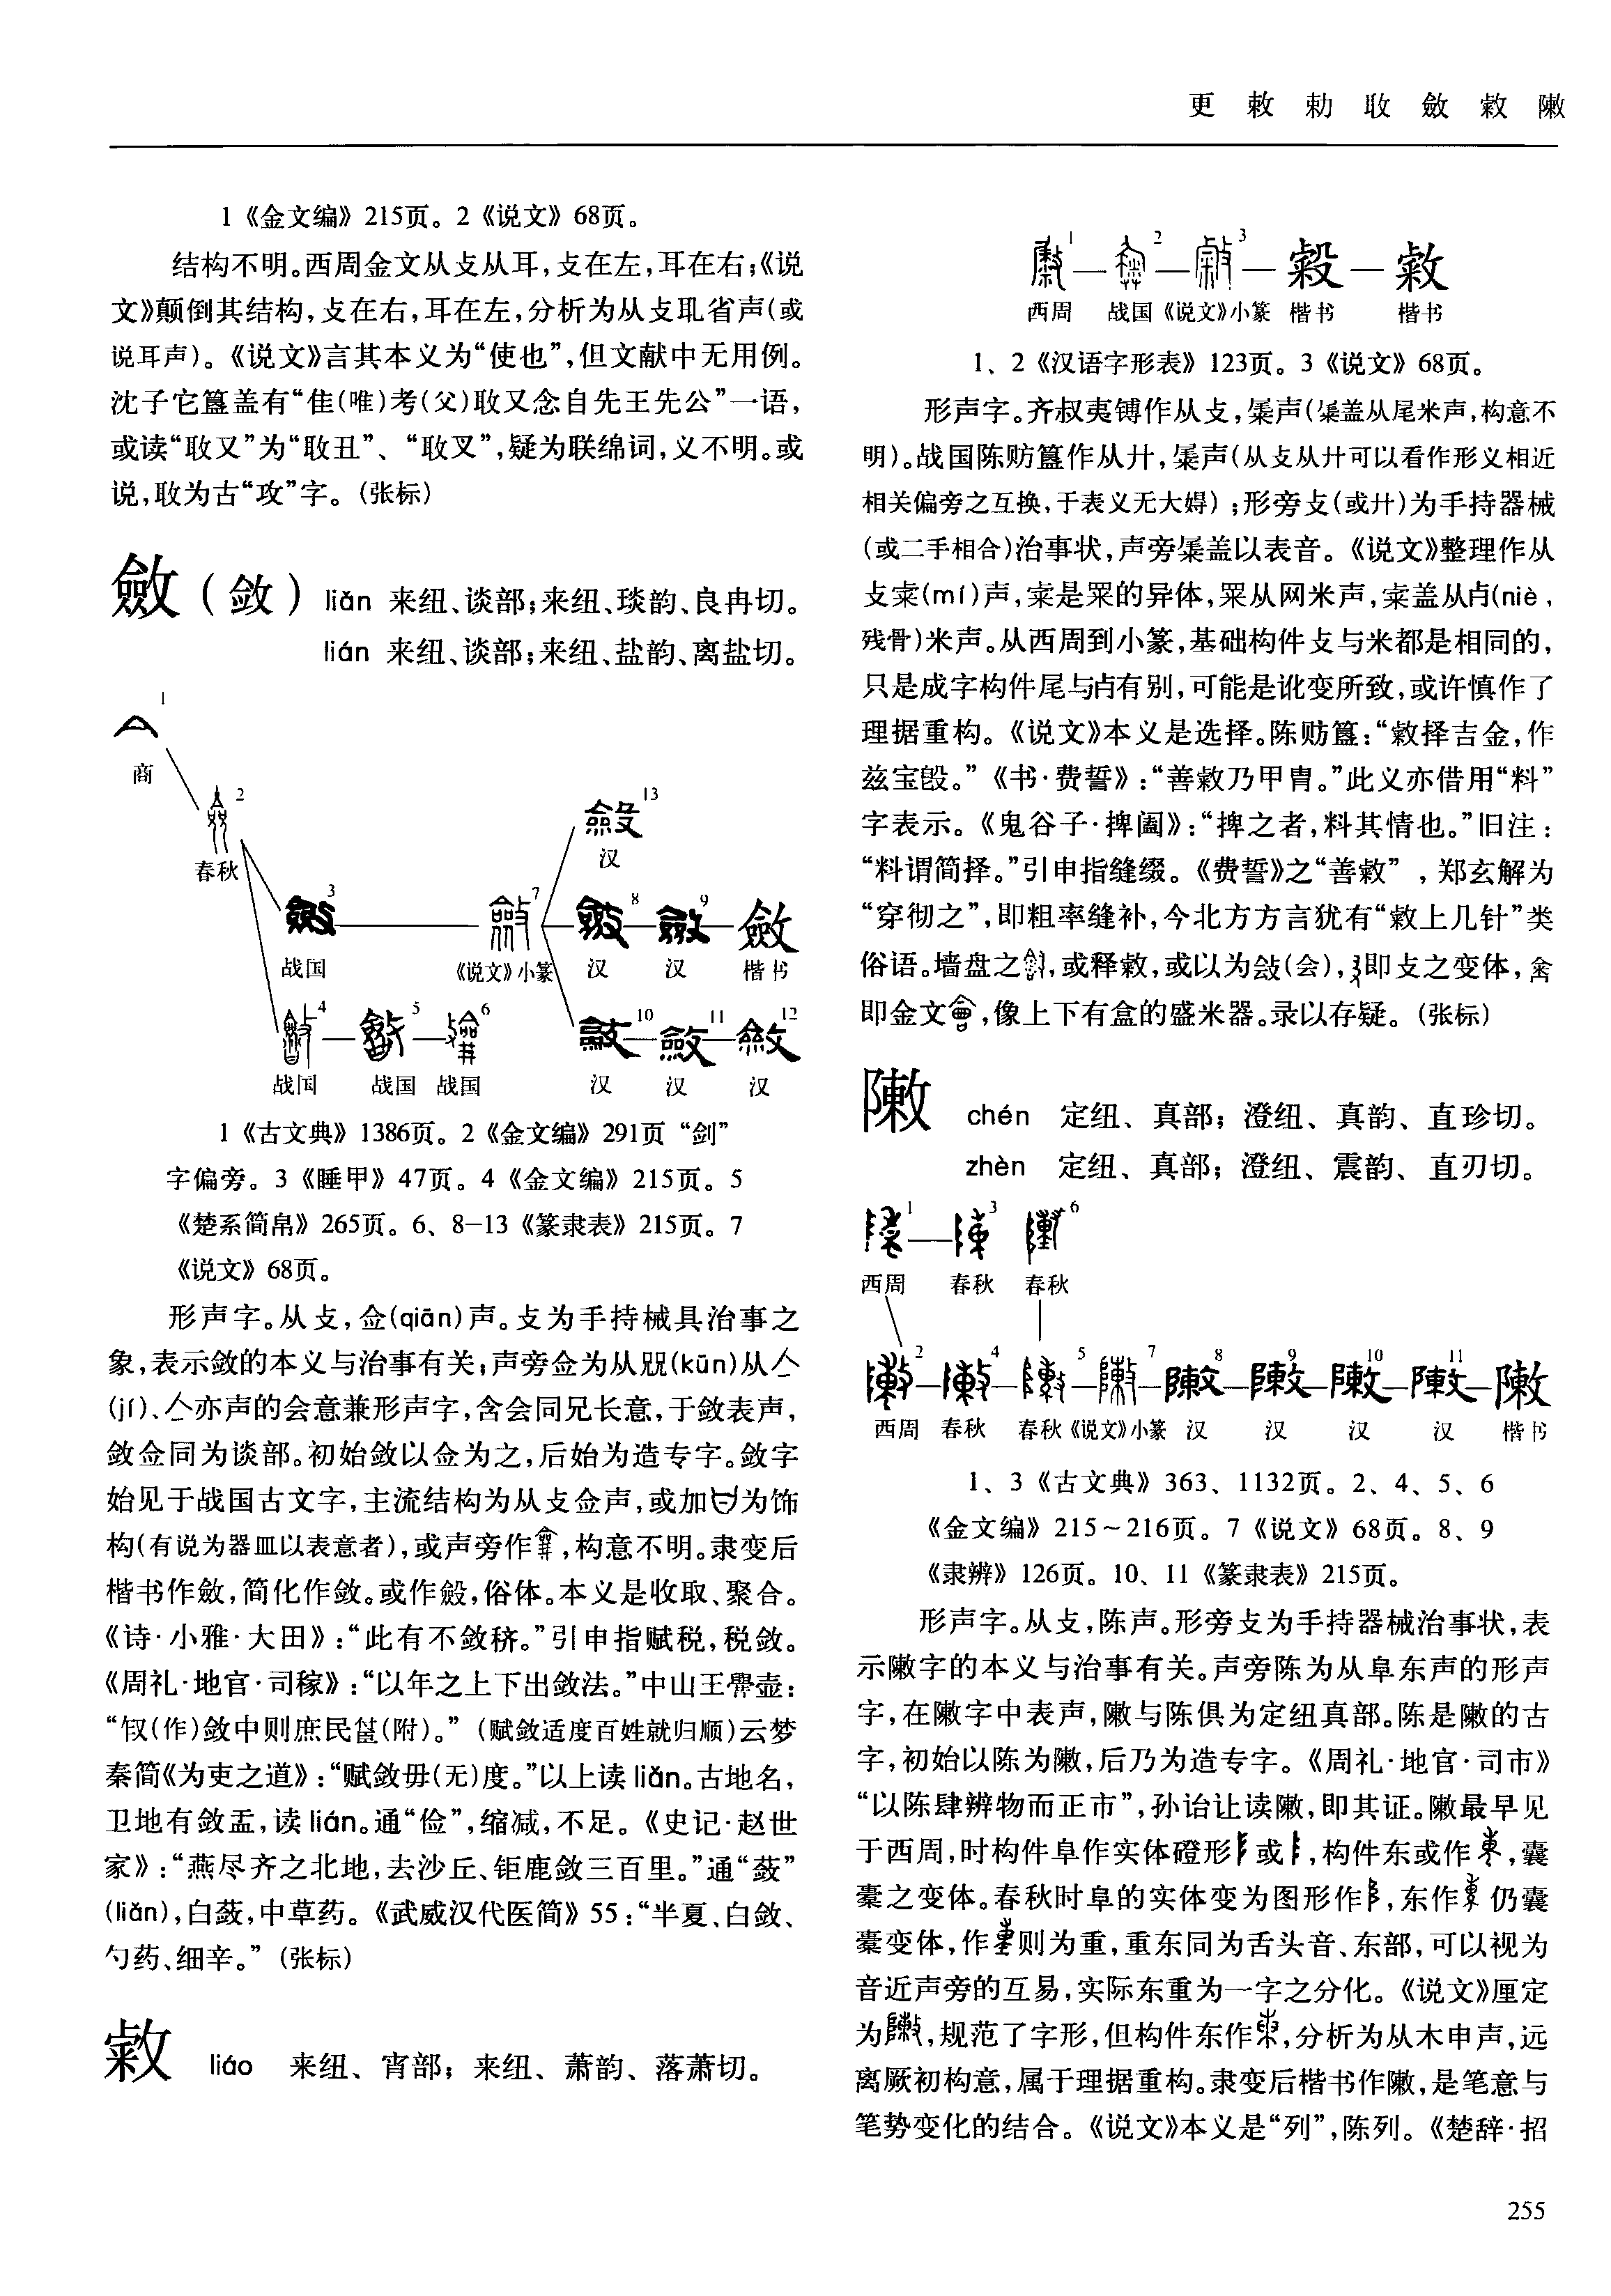 更 敕 勅 㕝 斂 敹 敶
1《金文编》215页。2《说文》68页。
结构不明。西周金文从攴从耳，攴在左，耳在右；《说
文》颠倒其结构，攴在右，耳在左，分析为从攴耴省声（或
说耳声）。《说文》言其本义为“使也”，但文献中无用例。
沈子它簋盖有“隹（唯）考（父）又念自先王先公”一语，
或读“又”为“丑”、“叉”，疑为联绵词，义不明。或
说，为古“攻”字。（张标）
斂（敛） liǎn 来纽、谈部；来纽、琰韵、良冉切。
lián 来纽、谈部；来纽、盐韵、离盐切。
1
商
2
春秋
13
汉
3 7 8 9 斂
战国 《说文》小篆 汉 汉 楷书
4 5 6 10 11 12
战国 战国 战国 汉 汉 汉
1《古文典》1386页。2《金文编》291页“剑”
字偏旁。3《睡甲》47页。4《金文编》215页。5
《楚系简帛》265页。6、8-13《篆隶表》215页。7
《说文》68页。
形声字。从攴，佥(qiān)声。攴为手持械具治事之
象，表示敛的本义与治事有关；声旁佥为从㒭(kūn)从亼
(jí)、亼亦声的会意兼形声字，含会同兄长意，于敛表声，
敛佥同为谈部。初始敛以佥为之，后始为造专字。敛字
始见于战国古文字，主流结构为从攴佥声，或加为饰
构（有说为器皿以表意者），或声旁作，构意不明。隶变后
楷书作斂，简化作敛。或作，俗体。本义是收取、聚合。
《诗·小雅·大田》：“此有不敛穧。”引申指赋税，税敛。
《周礼·地官·司稼》：“以年之上下出敛法。”中山王壶：
“（作）敛中则庶民（附）。”（赋敛适度百姓就归顺）云梦
秦简《为吏之道》：“赋敛毋（无）度。”以上读liǎn。古地名，
卫地有敛盂，读lián。通“俭”，缩减，不足。《史记·赵世
家》：“燕尽齐之北地，去沙丘、钜鹿敛三百里。”通“蔹”
(liǎn)，白蔹，中草药。《武威汉代医简》55：“半夏、白敛、
勺药、细辛。”（张标）
敹 liáo 来纽、宵部；来纽、萧韵、落萧切。
1 2 3 敹
西周 战国 《说文》小篆 楷书 楷书
1、2《汉语字形表》123页。3《说文》68页。
形声字。齐叔夷镈作从攴，声（盖从尾米声，构意不
明）。战国陈昉簋作从廾，声（从攴从廾可以看作形义相近
相关偏旁之互换，于表义无大碍）；形旁攴（或廾）为手持器械
（或二手相合）治事状，声旁盖以表音。《说文》整理作从
攴(mí)声，是罙的异体，罙从网米声，盖从歺(niè，
残骨)米声。从西周到小篆，基础构件攴与米都是相同的，
只是成字构件尾与有别，可能是讹变所致，或许慎作了
理据重构。《说文》本义是选择。陈昉簋：“敹择吉金，作
兹宝。”《书·费誓》：“善敹乃甲胄。”此义亦借用“料”
字表示。《鬼谷子·捭阖》：“捭之者，料其情也。”旧注：
“料谓简择。”引申指缝缀。《费誓》之“善敹”，郑玄解为
“穿彻之”，即粗率缝补，今北方方言犹有“敹上几针”类
俗语。墙盘之，或释敹，或以为（会），即攴之变体，
即金文，像上下有盒的盛米器。录以存疑。（张标）
敶 chén 定纽、真部；澄纽、真韵、直珍切。
zhèn 定纽、真部；澄纽、震韵、直刃切。
1 3 6
西周 春秋 春秋
2 4 5 7 8 9 10 11 敶
西周 春秋 春秋 《说文》小篆 汉 汉 汉 汉 楷书
1、3《古文典》363、1132页。2、4、5、6
《金文编》215～216页。7《说文》68页。8、9
《隶辨》126页。10、11《篆隶表》215页。
形声字。从攴，陈声。形旁攴为手持器械治事状，表
示敶字的本义与治事有关。声旁陈为从阜东声的形声
字，在敶字中表声，敶与陈俱为定纽真部。陈是敶的古
字，初始以陈为敶，后乃为造专字。《周礼·地官·司市》
“以陈肆辨物而正市”，孙诒让读敶，即其证。敶最早见
于西周，时构件阜作实体磴形或，构件东或作，囊
橐之变体。春秋时阜的实体变为图形作，东作仍囊
橐变体，作则为重，重东同为舌头音、东部，可以视为
音近声旁的互易，实际东重为一字之分化。《说文》厘定
为，规范了字形，但构件东作，分析为从木申声，远
离厥初构意，属于理据重构。隶变后楷书作敶，是笔意与
笔势变化的结合。《说文》本义是“列”，陈列。《楚辞·招
255